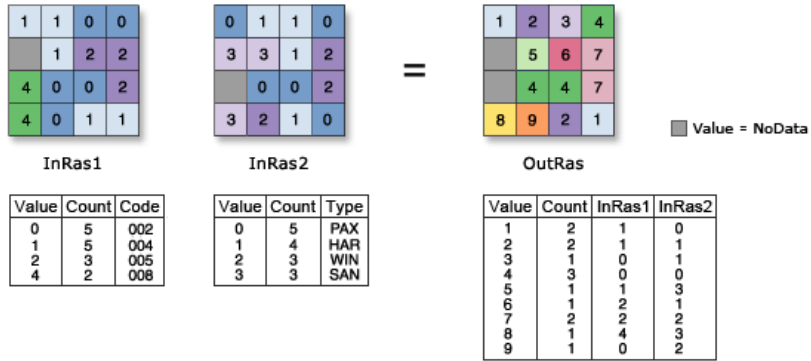 1 1 0 0
1 2 2
4 0 0 2
4 0 1 1
InRas1
0 1 1 0
3 3 1 2
0 0 2
3 2 1 0
InRas2
=
1 2 3 4
5 6 7
4 4 7
8 9 2 1
OutRas
Value = NoData
Value Count Code
0 5 002
1 5 004
2 3 005
4 2 008
Value Count Type
0 5 PAX
1 4 HAR
2 3 WIN
3 3 SAN
Value Count InRas1 InRas2
1 2 1 0
2 2 1 1
3 1 0 1
4 3 0 0
5 1 1 3
6 1 2 1
7 2 2 2
8 1 4 3
9 1 0 2